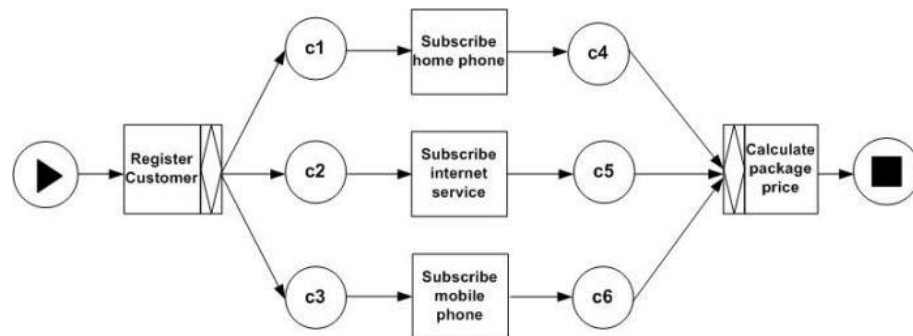 c1
Subscribe
home phone
c4
Register
Customer
c2
Subscribe
internet
service
c5
Calculate
package
price
c3
Subscribe
mobile
phone
c6